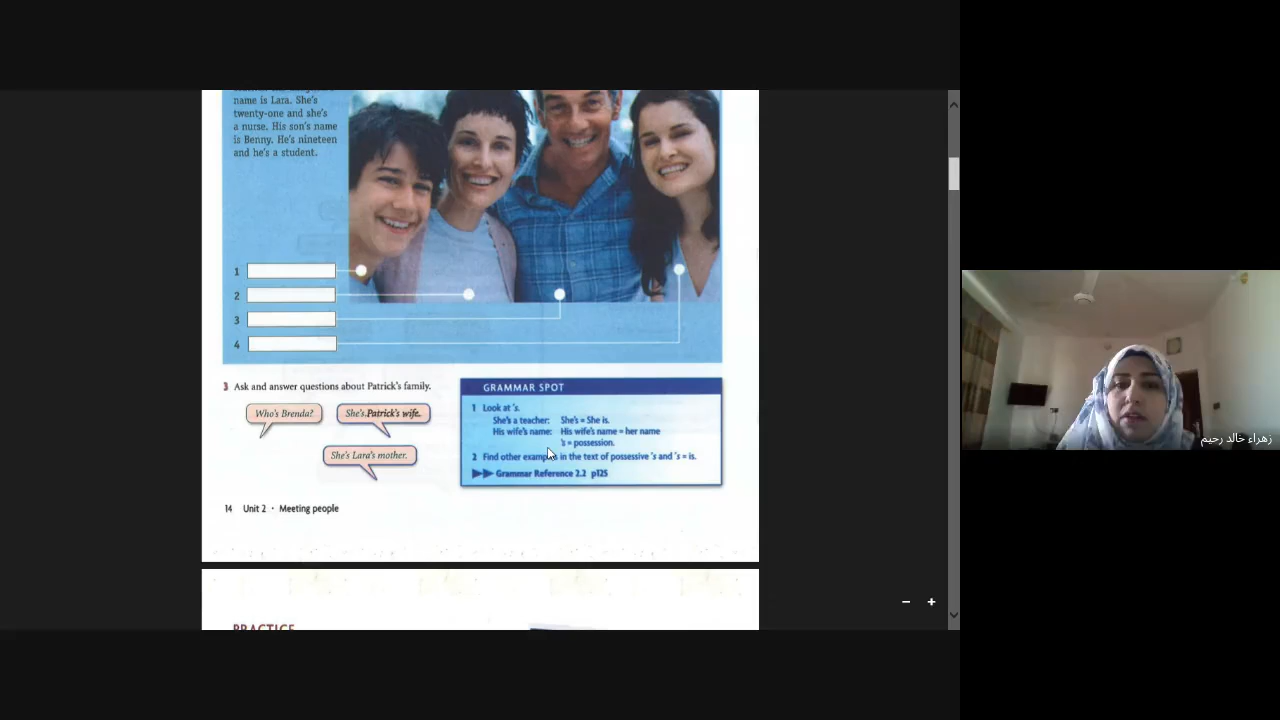 name is Lara. She's
twenty-one and she's
a nurse. His son's name
is Benny. He's nineteen
and he's a student.
1
2
3
4
3 Ask and answer questions about Patrick's family.
Who's Brenda?
She's Patrick's wife.
She's Lara's mother.
GRAMMAR SPOT
1 Look at 's.
She's a teacher: She's = She is.
His wife's name: His wife's name = her name
's = possession.
2 Find other examples in the text of possessive 's and 's = is.
Grammar Reference 2.2 p125
14 Unit 2 · Meeting people
PRACTICE
زهراء خالد رحيم